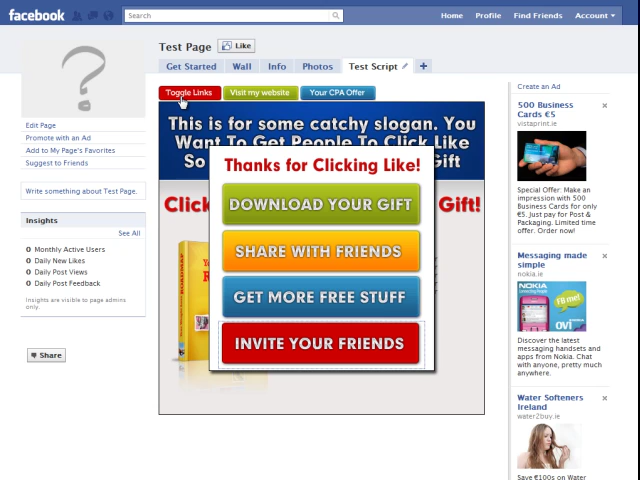 facebook
Search
Home Profile Find Friends Account
Test Page Like
Get Started Wall Info Photos Test Script +
Toggle Links Visit my website Your CPA Offer
Edit Page
Promote with an Ad
Add to My Page's Favorites
Suggest to Friends
Write something about Test Page.
Insights
See All
0 Monthly Active Users
0 Daily New Likes
0 Daily Post Views
0 Daily Post Feedback
Insights are visible to page admins
only.
Share
This is for some catchy slogan. You
Want To Get People To Click Like
So
Gift
Click
Gift!
Thanks for Clicking Like!
DOWNLOAD YOUR GIFT
SHARE WITH FRIENDS
GET MORE FREE STUFF
INVITE YOUR FRIENDS
Create an Ad
500 Business
Cards €5
vistaprint.ie
Special Offer: Make an
impression with 500
Business Cards for only
€5. Just pay for Post &
Packaging. Limited time
offer. Order now!
Messaging made
simple
nokia.ie
NOKIA
FB me!
ovi
Discover the latest
messaging handsets and
apps from Nokia. Chat
with anyone, pretty much
anywhere.
Water Softeners
Ireland
water2buy.ie
Save €100s on Water